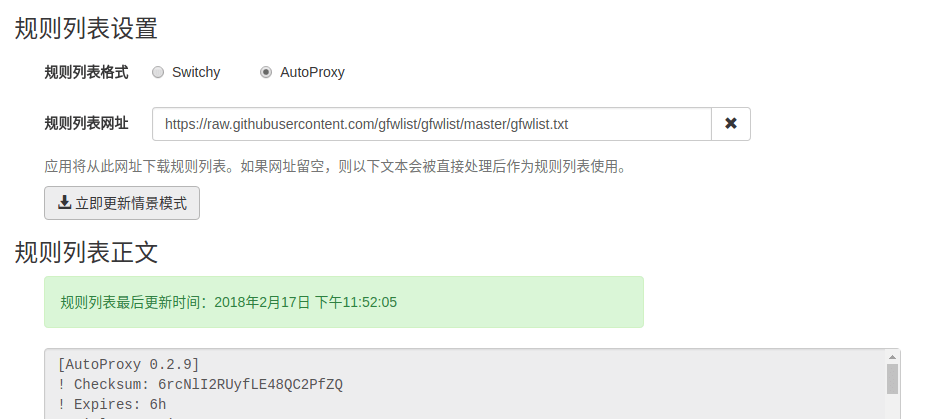 规则列表设置
规则列表格式 Switchy AutoProxy
规则列表网址 https://raw.githubusercontent.com/gfwlist/gfwlist/master/gfwlist.txt
应用将从此网址下载规则列表。如果网址留空，则以下文本会被直接处理后作为规则列表使用。
立即更新情景模式
规则列表正文
规则列表最后更新时间：2018年2月17日 下午11:52:05
[AutoProxy 0.2.9]
! Checksum: 6rcNlI2RUyfLE48QC2PfZQ
! Expires: 6h